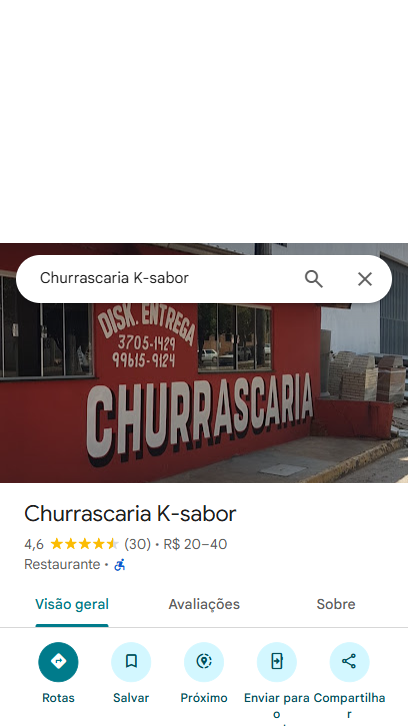 Churrascaria K-sabor
DISK. ENTREGA
3705-1429
99615-9124
CHURRASCARIA
Churrascaria K-sabor
4,6 ★★★★★ (30) • R$ 20–40
Restaurante •
Visão geral Avaliações Sobre
Rotas Salvar Próximo Enviar para o Compartilhar